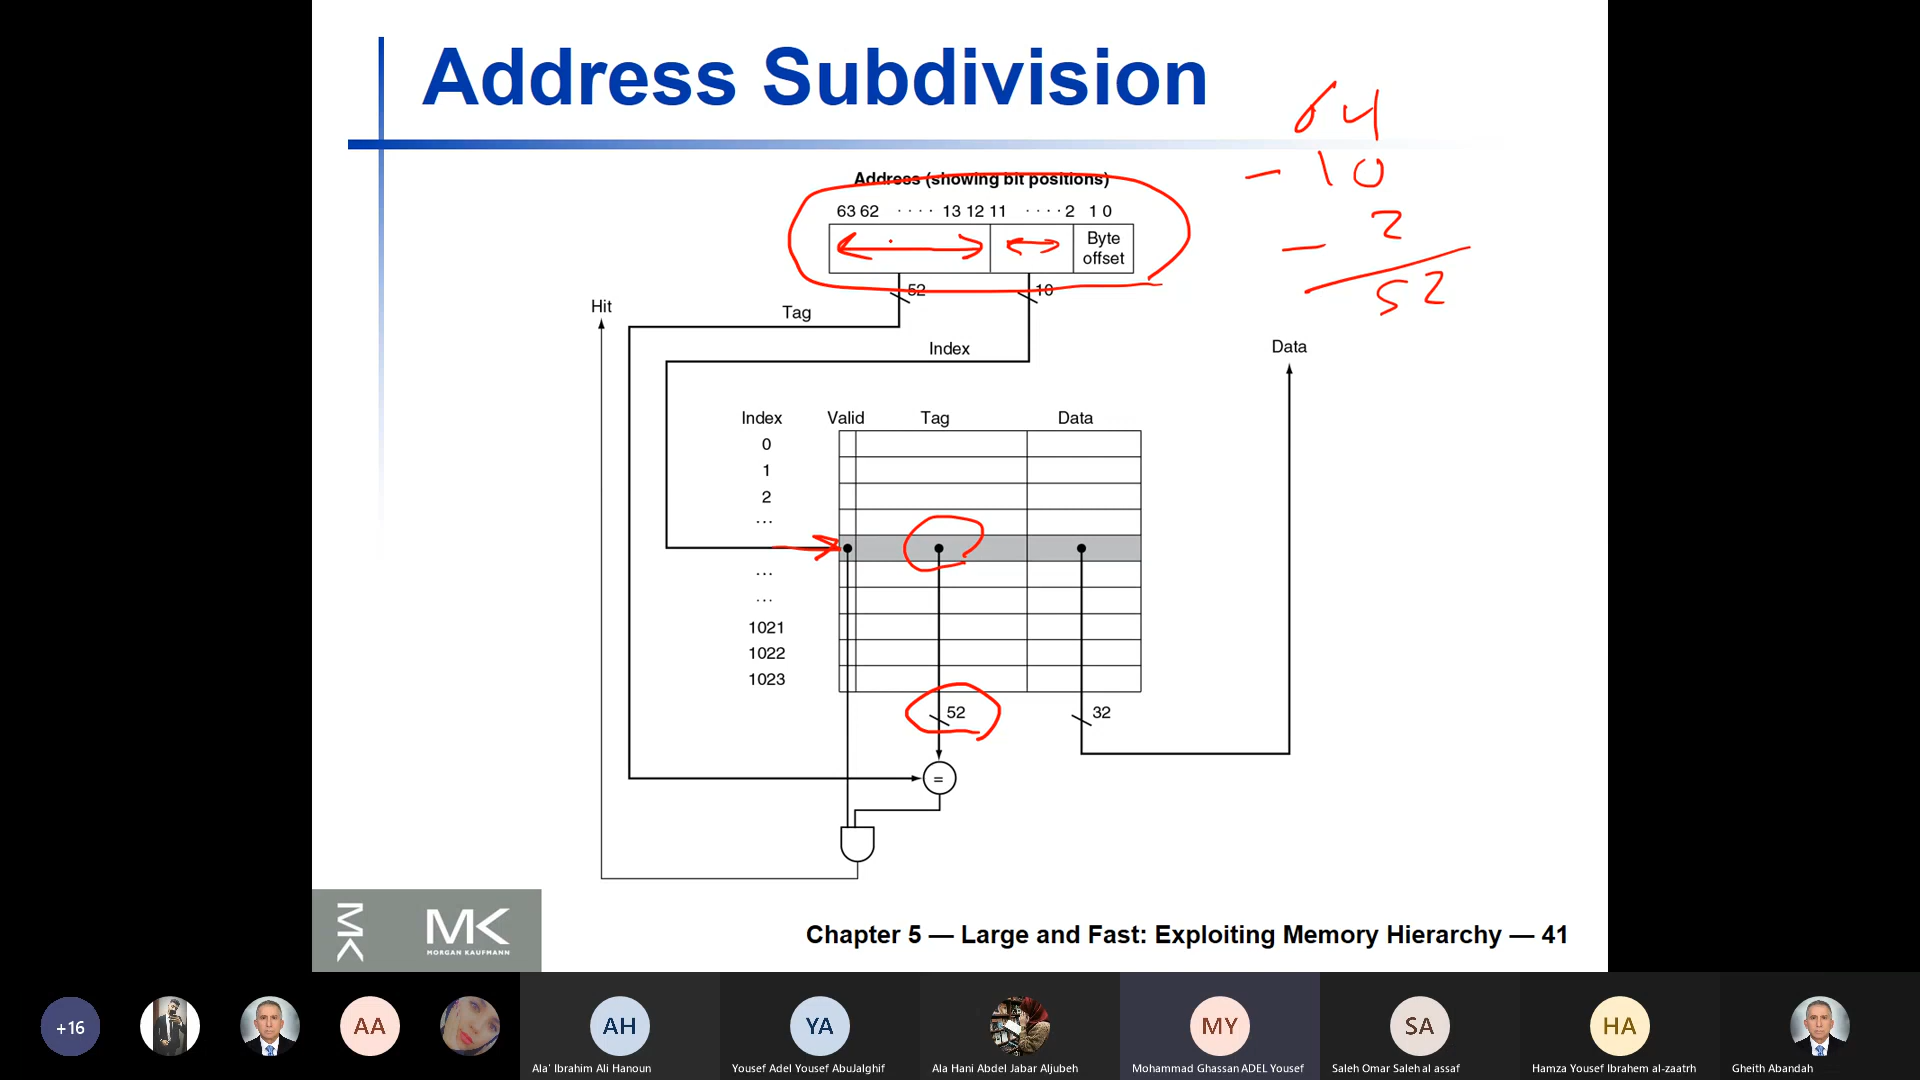 Address Subdivision
64
- 10
- 2
52
Address (showing bit positions)
63 62 · · · · 13 12 11 · · · · 2 1 0
Byte
offset
52
10
Hit
Tag
Index
Data
Index Valid Tag Data
0
1
2
...
...
...
1021
1022
1023
52
32
=
MK
MK
MORGAN KAUFMANN
Chapter 5 — Large and Fast: Exploiting Memory Hierarchy — 41
+16
AA
AH
YA
MY
SA
HA
Ala' Ibrahim Ali Hanoun
Yousef Adel Yousef AbuJalghif
Ala Hani Abdel Jabar Aljubeh
Mohammad Ghassan ADEL Yousef
Saleh Omar Saleh al assaf
Hamza Yousef Ibrahem al-zaatrh
Gheith Abandah